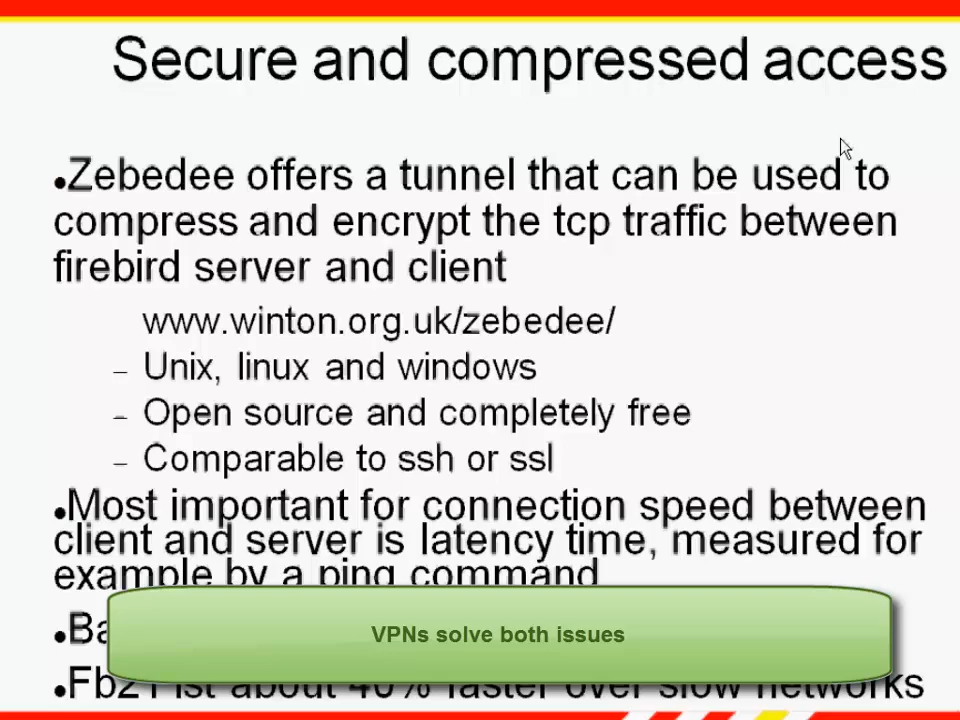 Secure and compressed access
•Zebedee offers a tunnel that can be used to
compress and encrypt the tcp traffic between
firebird server and client
www.winton.org.uk/zebedee/
– Unix, linux and windows
– Open source and completely free
– Comparable to ssh or ssl
•Most important for connection speed between
client and server is latency time, measured for
example by a ping command
VPNs solve both issues
•Fb21 ist about 40% faster over slow networks